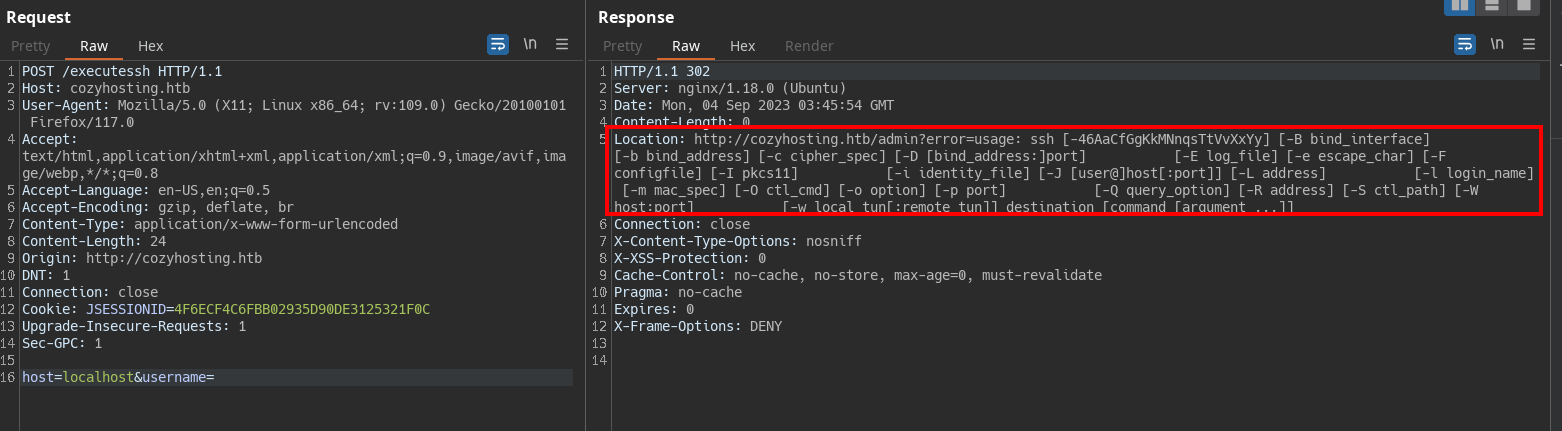 Request
Pretty Raw Hex
\n
1 POST /executessh HTTP/1.1
2 Host: cozyhosting.htb
3 User-Agent: Mozilla/5.0 (X11; Linux x86_64; rv:109.0) Gecko/20100101
Firefox/117.0
4 Accept:
text/html,application/xhtml+xml,application/xml;q=0.9,image/avif,ima
ge/webp,*/*;q=0.8
5 Accept-Language: en-US,en;q=0.5
6 Accept-Encoding: gzip, deflate, br
7 Content-Type: application/x-www-form-urlencoded
8 Content-Length: 24
9 Origin: http://cozyhosting.htb
10 DNT: 1
11 Connection: close
12 Cookie: JSESSIONID=4F6ECF4C6FBB02935D90DE3125321F0C
13 Upgrade-Insecure-Requests: 1
14 Sec-GPC: 1
15
16 host=localhost&username=
Response
Pretty Raw Hex Render
\n
1 HTTP/1.1 302
2 Server: nginx/1.18.0 (Ubuntu)
3 Date: Mon, 04 Sep 2023 03:45:54 GMT
4 Content-Length: 0
5 Location: http://cozyhosting.htb/admin?error=usage: ssh [-46AaCfGgKkMNnqsTtVvXxYy] [-B bind_interface]
[-b bind_address] [-c cipher_spec] [-D [bind_address:]port] [-E log_file] [-e escape_char] [-F
configfile] [-I pkcs11] [-i identity_file] [-J [user@]host[:port]] [-L address] [-l login_name]
[-m mac_spec] [-O ctl_cmd] [-o option] [-p port] [-Q query_option] [-R address] [-S ctl_path] [-W
host:port] [-w local_tun[:remote_tun]] destination [command [argument ...]]
6 Connection: close
7 X-Content-Type-Options: nosniff
8 X-XSS-Protection: 0
9 Cache-Control: no-cache, no-store, max-age=0, must-revalidate
10 Pragma: no-cache
11 Expires: 0
12 X-Frame-Options: DENY
13
14